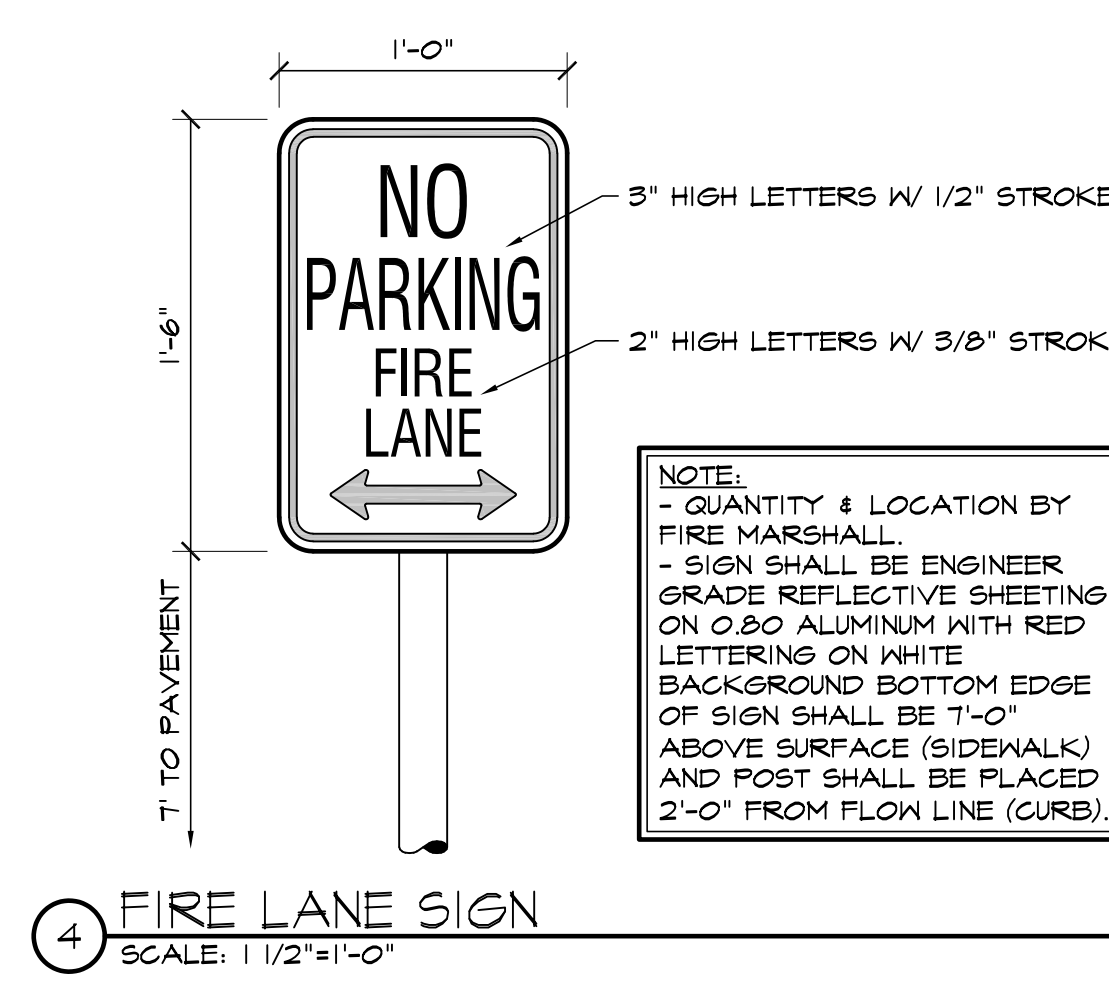 1'-0"
NO
PARKING
FIRE
LANE
1'-6"
7' TO PAVEMENT
3" HIGH LETTERS W/ 1/2" STROKE
2" HIGH LETTERS W/ 3/8" STROK
NOTE:
- QUANTITY & LOCATION BY
FIRE MARSHALL.
- SIGN SHALL BE ENGINEER
GRADE REFLECTIVE SHEETING
ON 0.80 ALUMINUM WITH RED
LETTERING ON WHITE
BACKGROUND BOTTOM EDGE
OF SIGN SHALL BE 7'-0"
ABOVE SURFACE (SIDEWALK)
AND POST SHALL BE PLACED
2'-0" FROM FLOW LINE (CURB).
4
FIRE LANE SIGN
SCALE: 1 1/2"=1'-0"